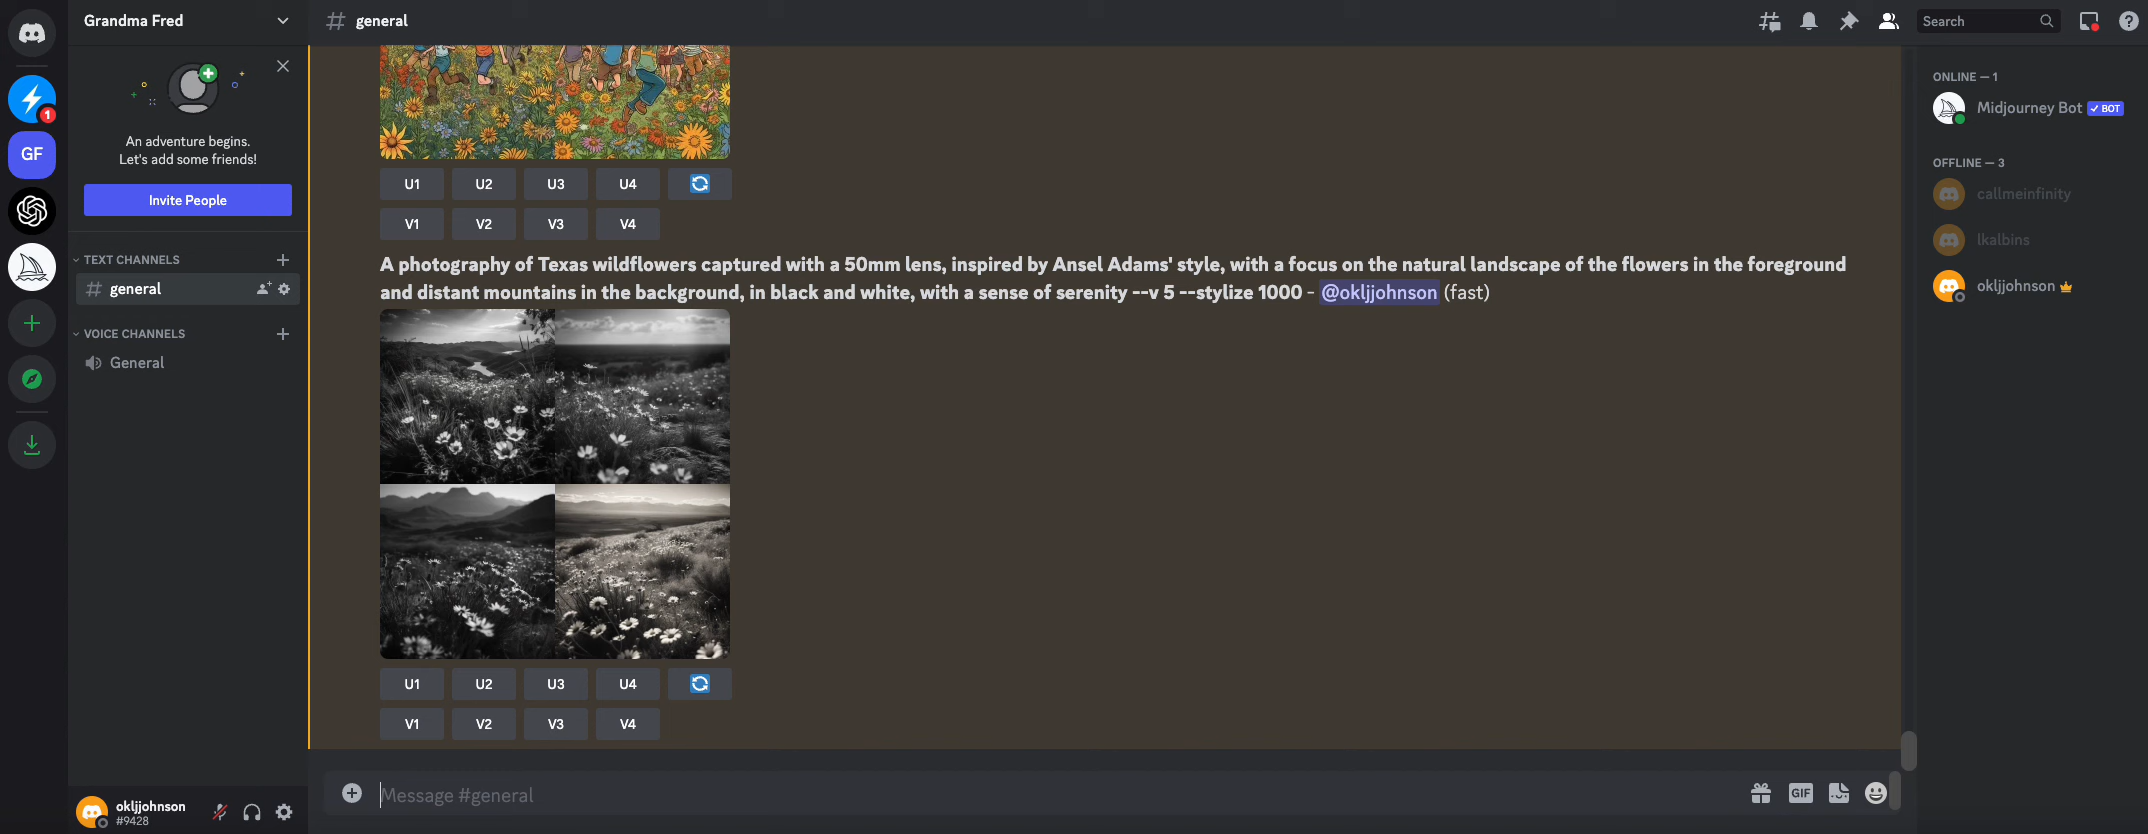 Grandma Fred
general
Search
1
GF
An adventure begins.
Let's add some friends!
Invite People
TEXT CHANNELS
general
VOICE CHANNELS
General
okljjohnson
#9428
U1 U2 U3 U4
V1 V2 V3 V4
A photography of Texas wildflowers captured with a 50mm lens, inspired by Ansel Adams' style, with a focus on the natural landscape of the flowers in the foreground
and distant mountains in the background, in black and white, with a sense of serenity --v 5 --stylize 1000 - @okljjohnson (fast)
U1 U2 U3 U4
V1 V2 V3 V4
Message #general
GIF
ONLINE — 1
Midjourney Bot BOT
OFFLINE — 3
callmeinfinity
lkalbins
okljjohnson